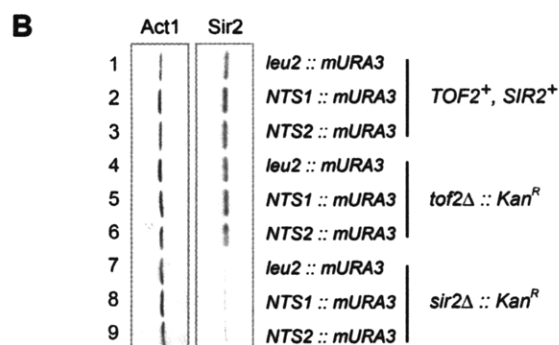 B
Act1 Sir2
1 leu2 :: mURA3
2 NTS1 :: mURA3 TOF2⁺, SIR2⁺
3 NTS2 :: mURA3
4 leu2 :: mURA3
5 NTS1 :: mURA3 tof2Δ :: Kanᴿ
6 NTS2 :: mURA3
7 leu2 :: mURA3
8 NTS1 :: mURA3 sir2Δ :: Kanᴿ
9 NTS2 :: mURA3